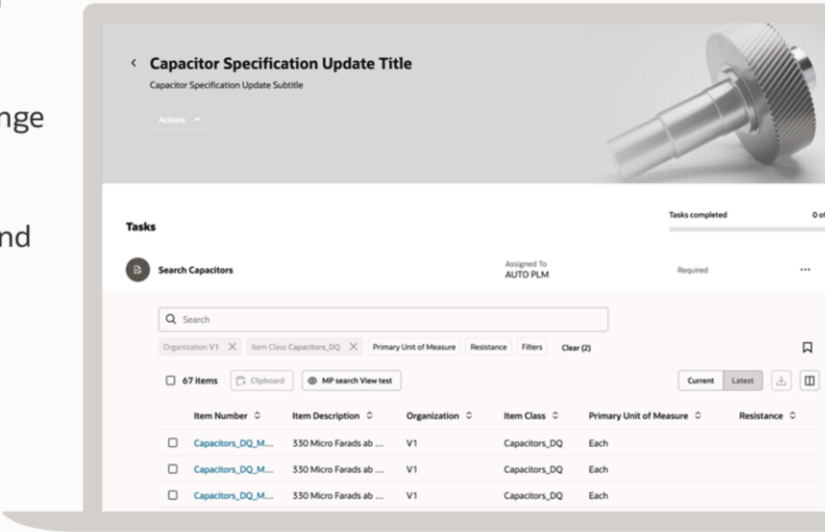 nge
nd
Capacitor Specification Update Title
Capacitor Specification Update Subtitle
Actions
Tasks
Tasks completed 0 of
Search Capacitors
Assigned To
AUTO PLM
Required
Search
Organization V1 Item Class Capacitors_DQ Primary Unit of Measure Resistance Filters Clear (2)
67 items Clipboard MP search View test Current Latest
Item Number Item Description Organization Item Class Primary Unit of Measure Resistance
Capacitors_DQ_M... 330 Micro Farads ab ... V1 Capacitors_DQ Each
Capacitors_DQ_M... 330 Micro Farads ab ... V1 Capacitors_DQ Each
Capacitors_DQ_M... 330 Micro Farads ab ... V1 Capacitors_DQ Each